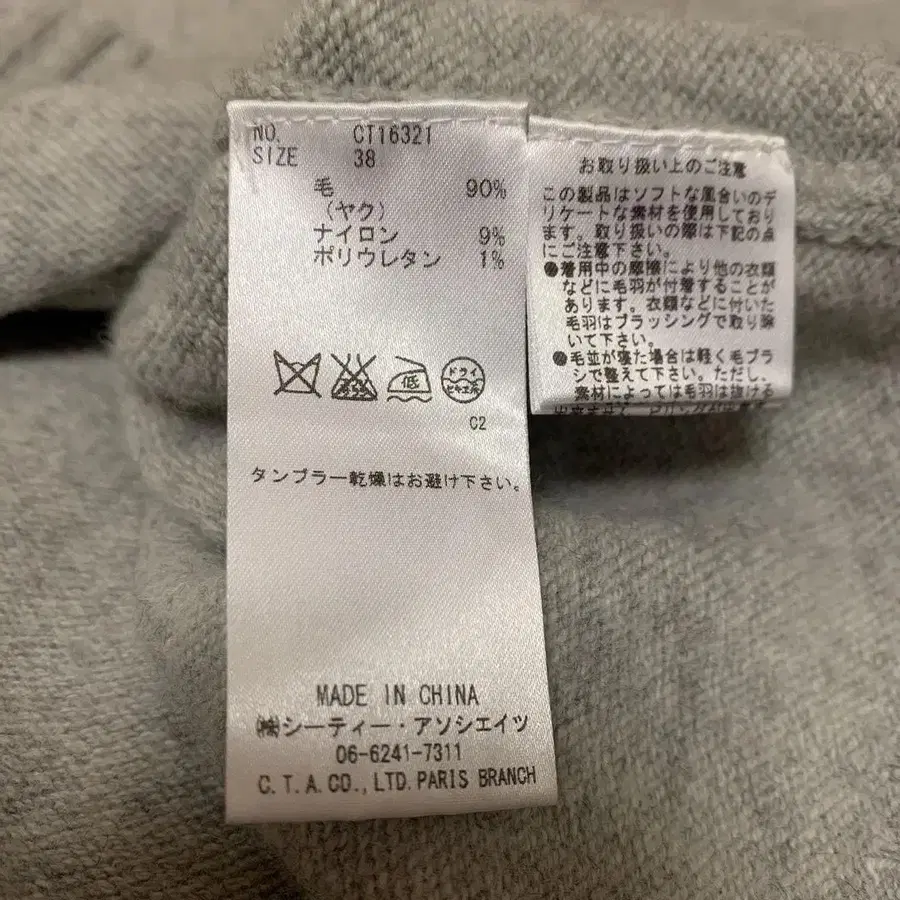 NO. CT16321
SIZE 38
毛 90%
(ヤク)
ナイロン 9%
ポリウレタン 1%
エンソサラシ
低
ドライ
セキユ系
C2
タンブラー乾燥はお避け下さい。
MADE IN CHINA
㈱シーティー・アソシエイツ
06-6241-7311
C.T.A.CO.,LTD.PARIS BRANCH
お取り扱い上のご注意
この製品はソフトな風合いのデ
リケートな素材を使用しており
ます。取り扱いの際は下記の点
にご注意下さい。
●着用中の摩擦により他の衣類
などに毛羽が付着することが
あります。衣類などに付いた
毛羽はブラッシングで取り除
いて下さい。
●毛並が寝た場合は軽く毛ブラ
シで整えて下さい。ただし、
素材によっては毛羽は抜ける